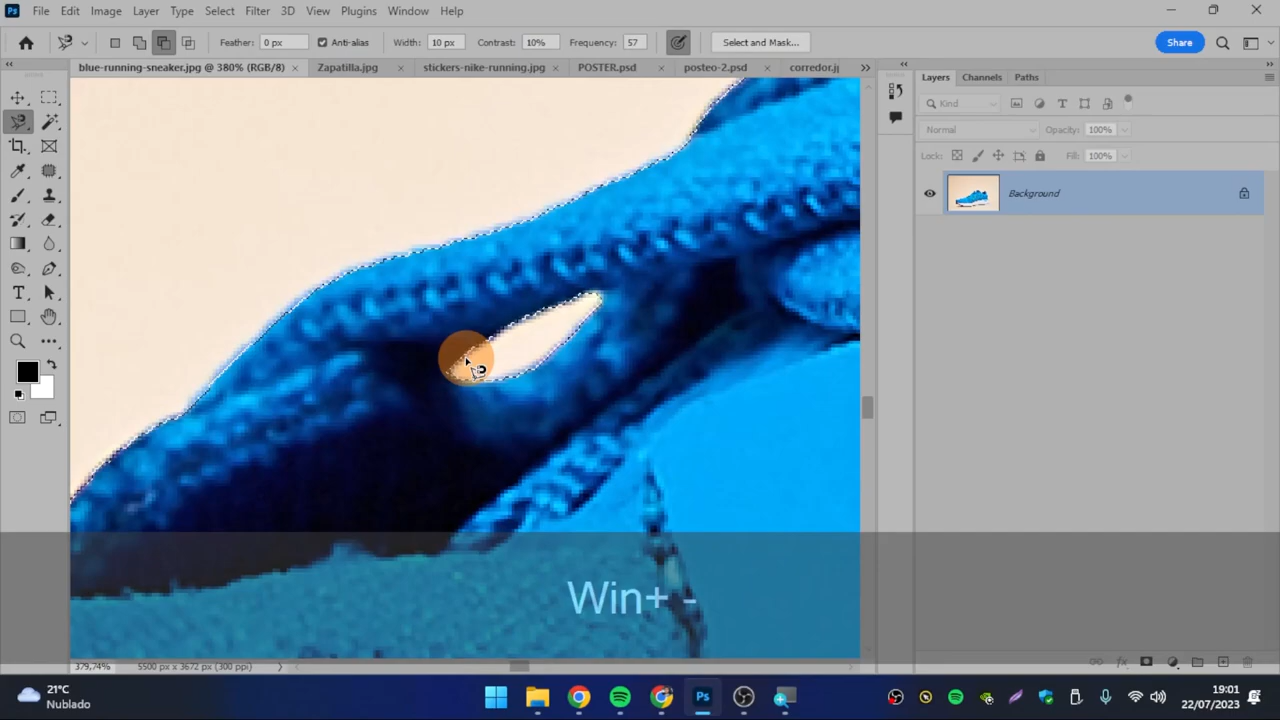 Ps File Edit Image Layer Type Select Filter 3D View Plugins Window Help
Feather: 0 px Anti-alias Width: 10 px Contrast: 10% Frequency: 57 Select and Mask... Share
blue-running-sneaker.jpg @ 380% (RGB/8) × Zapatilla.jpg × stickers-nike-running.jpg × POSTER.psd × posteo-2.psd × corredor.j
Layers Channels Paths
Kind
Normal Opacity: 100%
Lock: Fill: 100%
Background
Win+ -
379,74% 5500 px x 3672 px (300 ppi)
fx
21°C
Nublado
Ps
19:01
22/07/2023